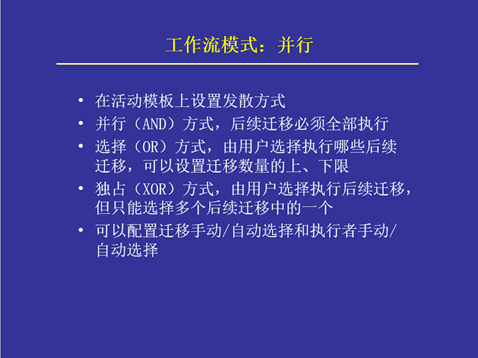 工作流模式：并行
• 在活动模板上设置发散方式
• 并行（AND）方式，后续迁移必须全部执行
• 选择（OR）方式，由用户选择执行哪些后续
迁移，可以设置迁移数量的上、下限
• 独占（XOR）方式，由用户选择执行后续迁移，
但只能选择多个后续迁移中的一个
• 可以配置迁移手动/自动选择和执行者手动/
自动选择